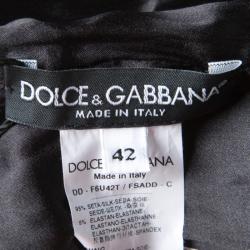 DOLCE & GABBANA
MADE IN ITALY
42
DOLCE
Made in Italy
DD - F6U42T / FSADD - C
95% SETA-SILK-SEDA-SOIE
5% ELASTAN-ELASTANE